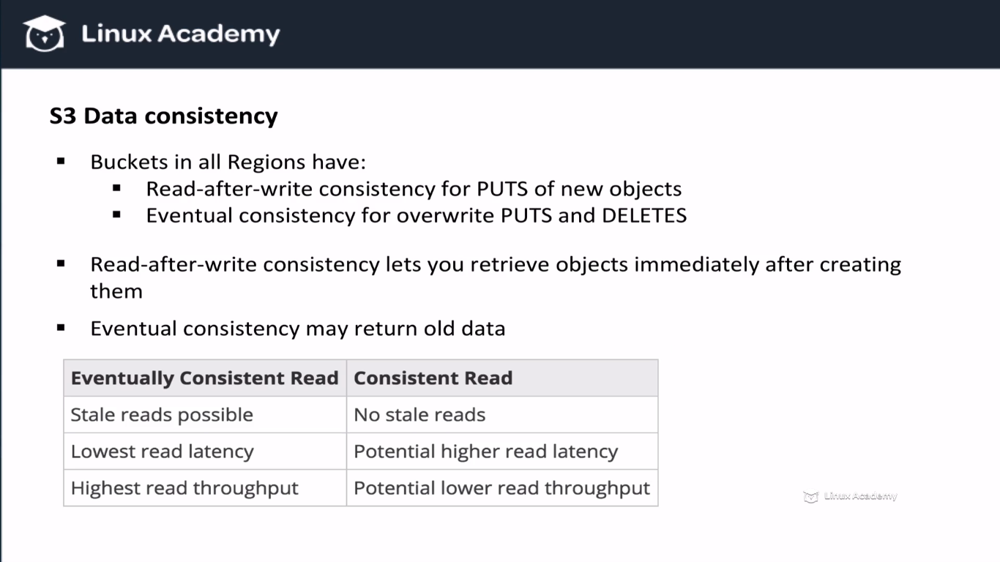 Linux Academy
S3 Data consistency
▪ Buckets in all Regions have:
▪ Read-after-write consistency for PUTS of new objects
▪ Eventual consistency for overwrite PUTS and DELETES
▪ Read-after-write consistency lets you retrieve objects immediately after creating
them
▪ Eventual consistency may return old data
Eventually Consistent Read Consistent Read
Stale reads possible No stale reads
Lowest read latency Potential higher read latency
Highest read throughput Potential lower read throughput
Linux Academy